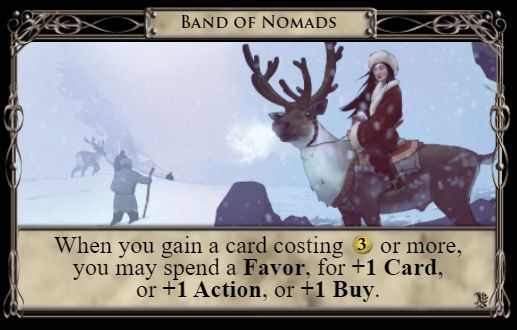 BAND OF NOMADS
When you gain a card costing 3 or more,
you may spend a Favor, for +1 Card,
or +1 Action, or +1 Buy.